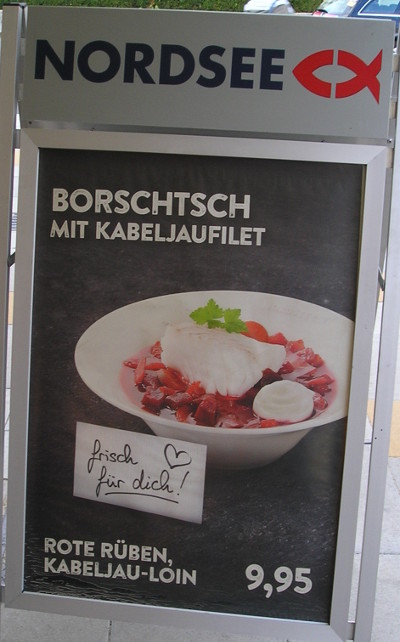 NORDSEE
BORSCHTSCH
MIT KABELJAUFILET
frisch
für dich!
ROTE RÜBEN,
KABELJAU-LOIN
9,95